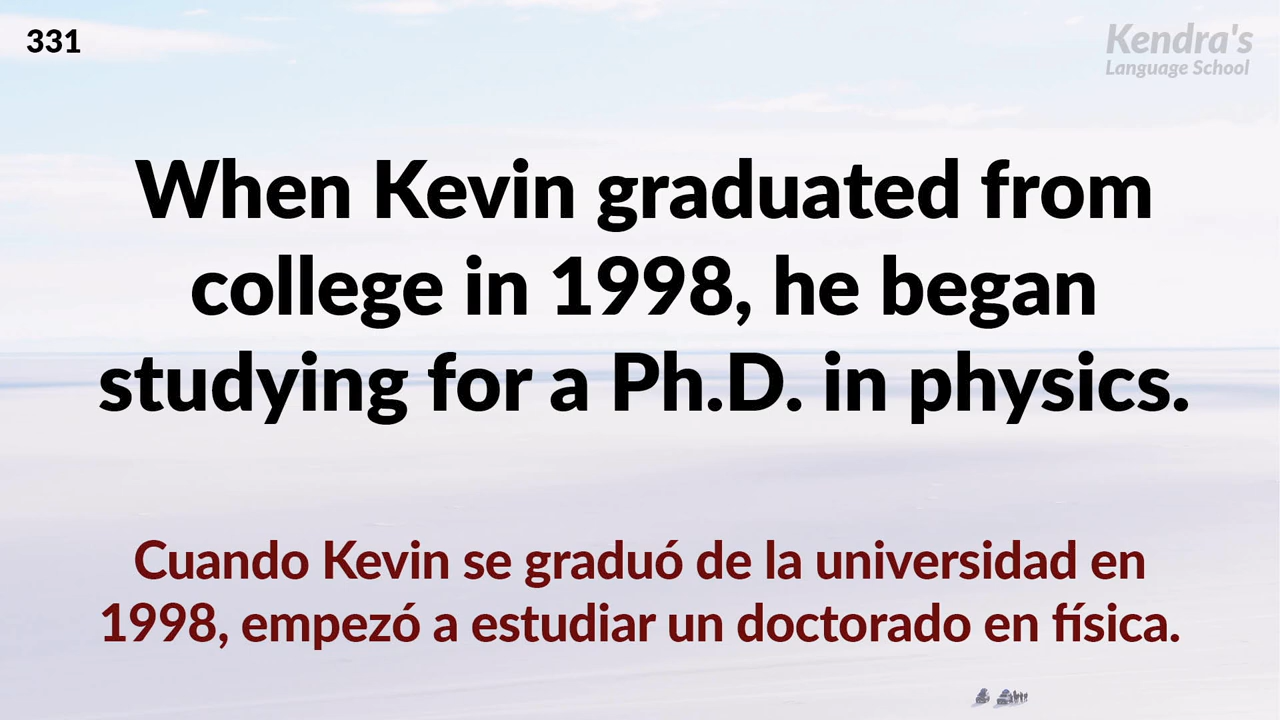 331
Kendra's
Language School
When Kevin graduated from
college in 1998, he began
studying for a Ph.D. in physics.
Cuando Kevin se graduó de la universidad en
1998, empezó a estudiar un doctorado en física.